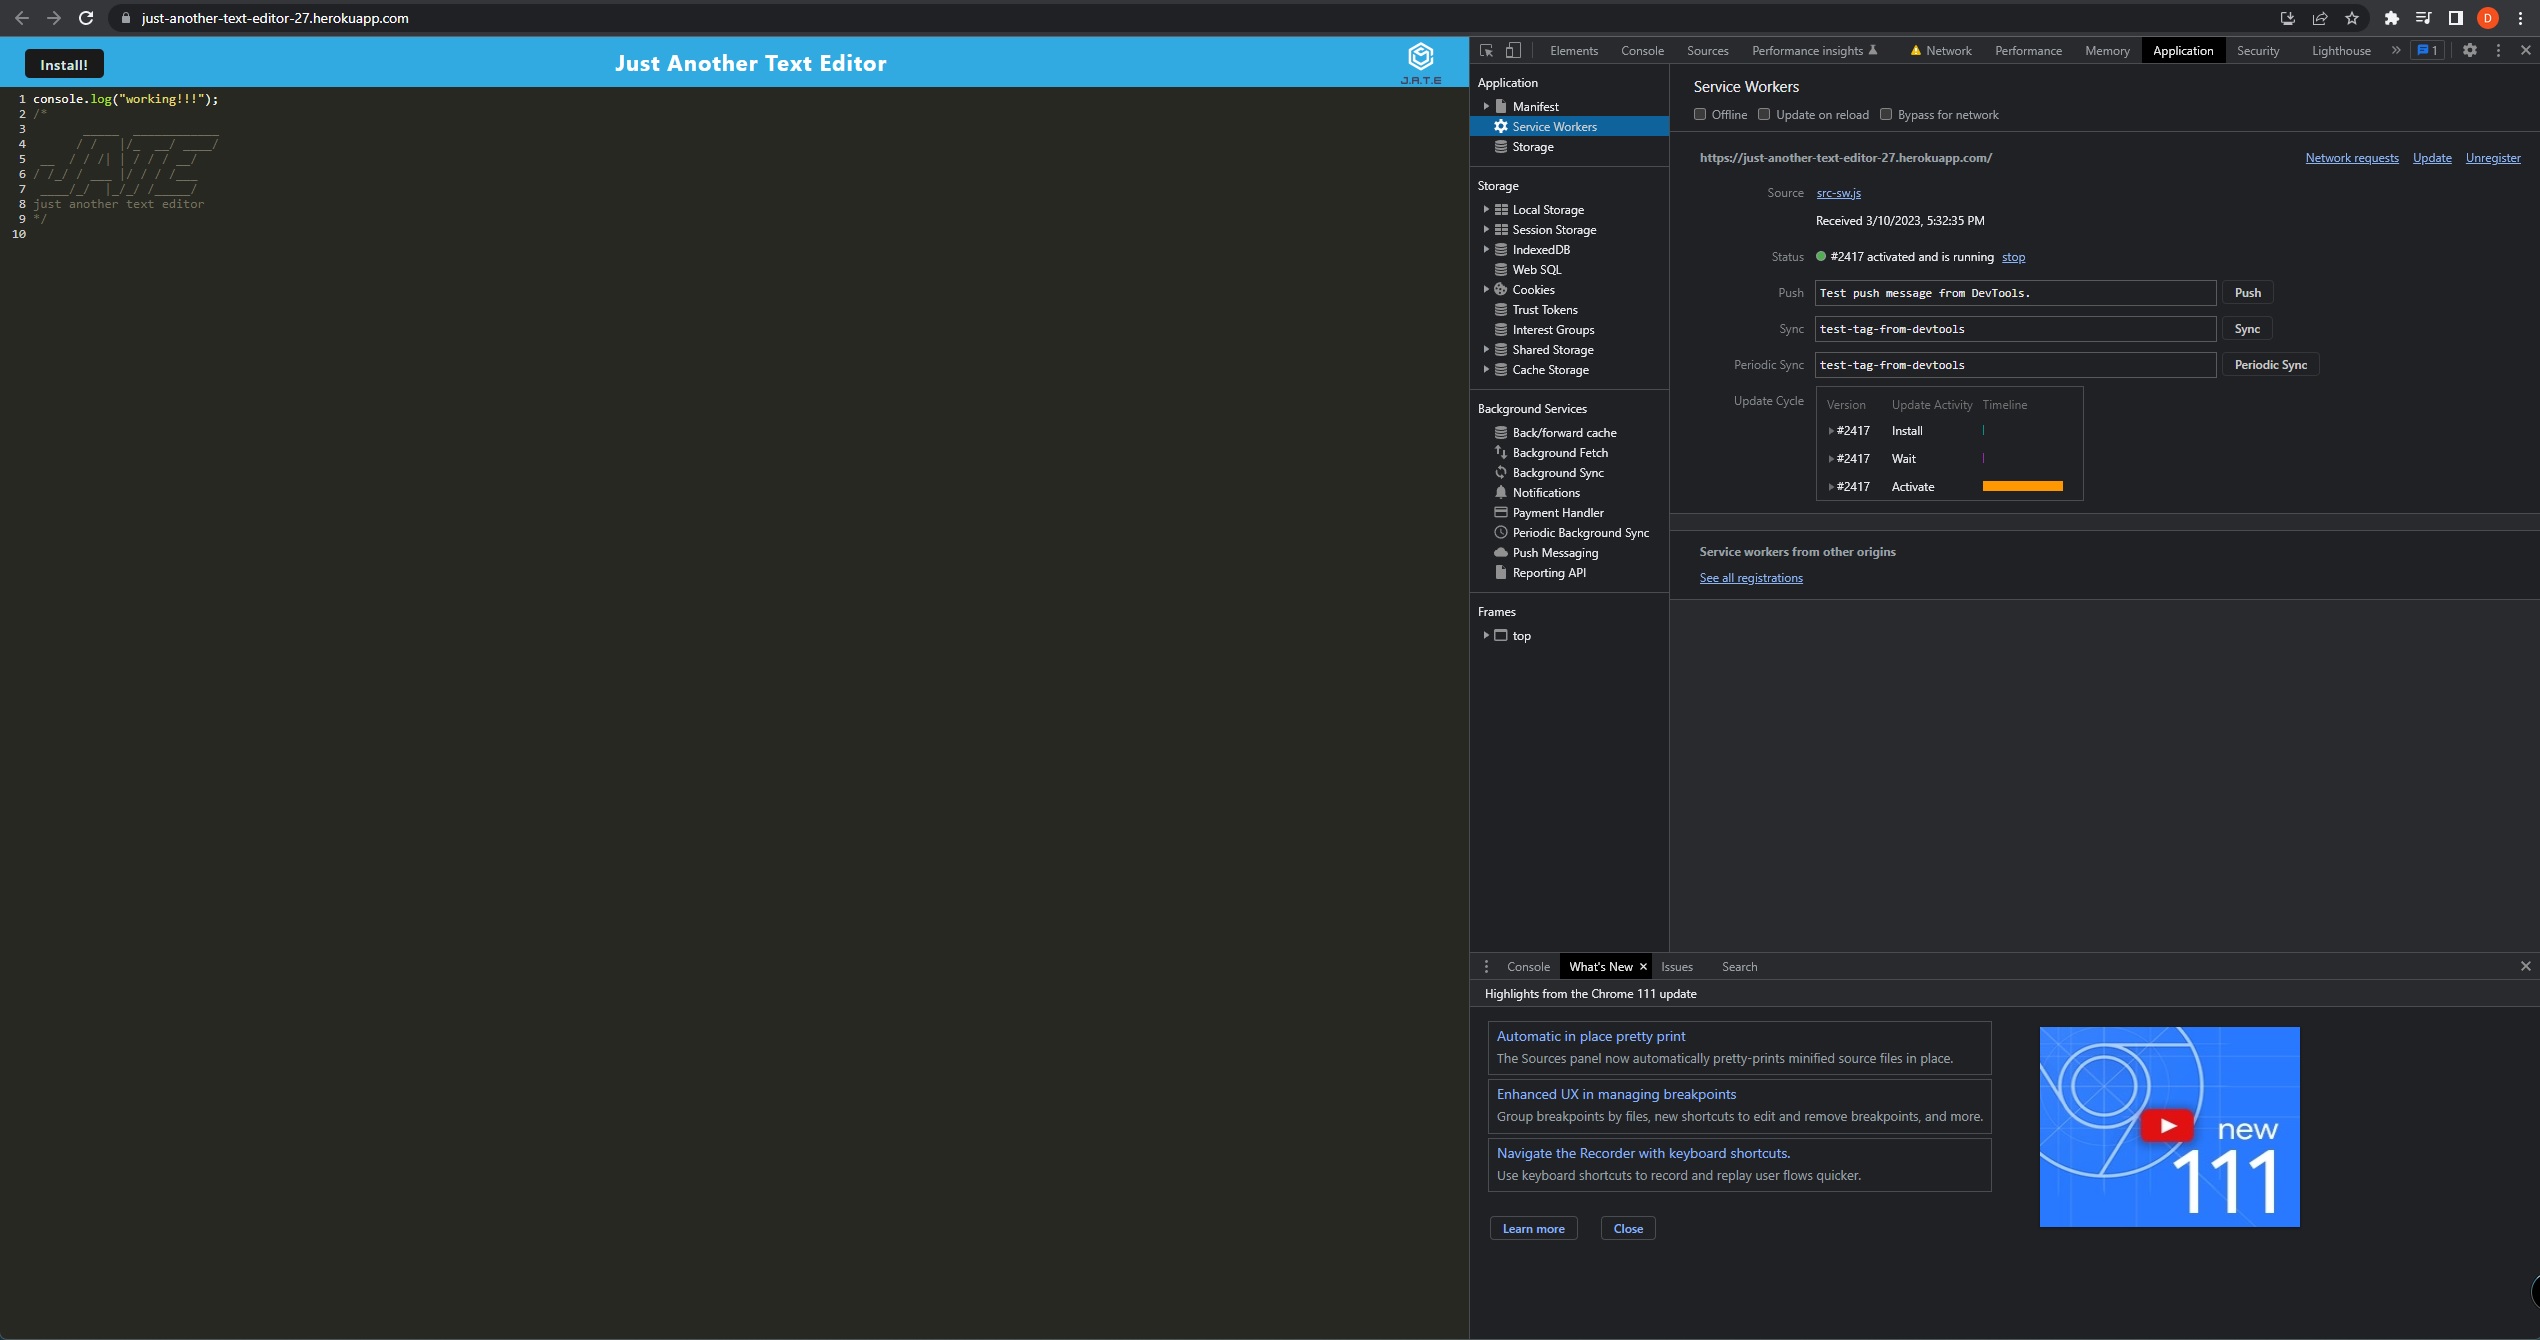 just-another-text-editor-27.herokuapp.com
D
Install!
Just Another Text Editor
J.A.T.E
1 console.log("working!!!");
2 /*
3        _____  ____________
4       / /   |/_  __/ ____/
5  __  / / /| | / / / __/
6 / /_/ / ___ |/ / / /___
7  ____/_/  |_/_/ /_____/
8 just another text editor
9 */
10
Elements Console Sources Performance insights Network Performance Memory Application Security Lighthouse » 1
Application
Manifest
Service Workers
Storage
Storage
Local Storage
Session Storage
IndexedDB
Web SQL
Cookies
Trust Tokens
Interest Groups
Shared Storage
Cache Storage
Background Services
Back/forward cache
Background Fetch
Background Sync
Notifications
Payment Handler
Periodic Background Sync
Push Messaging
Reporting API
Frames
top
Service Workers
Offline Update on reload Bypass for network
https://just-another-text-editor-27.herokuapp.com/ Network requests Update Unregister
Source src-sw.js
Received 3/10/2023, 5:32:35 PM
Status #2417 activated and is running stop
Push Test push message from DevTools. Push
Sync test-tag-from-devtools Sync
Periodic Sync test-tag-from-devtools Periodic Sync
Update Cycle Version Update Activity Timeline
#2417 Install
#2417 Wait
#2417 Activate
Service workers from other origins
See all registrations
Console What's New Issues Search
Highlights from the Chrome 111 update
Automatic in place pretty print
The Sources panel now automatically pretty-prints minified source files in place.
Enhanced UX in managing breakpoints
Group breakpoints by files, new shortcuts to edit and remove breakpoints, and more.
Navigate the Recorder with keyboard shortcuts.
Use keyboard shortcuts to record and replay user flows quicker.
Learn more Close
new
111